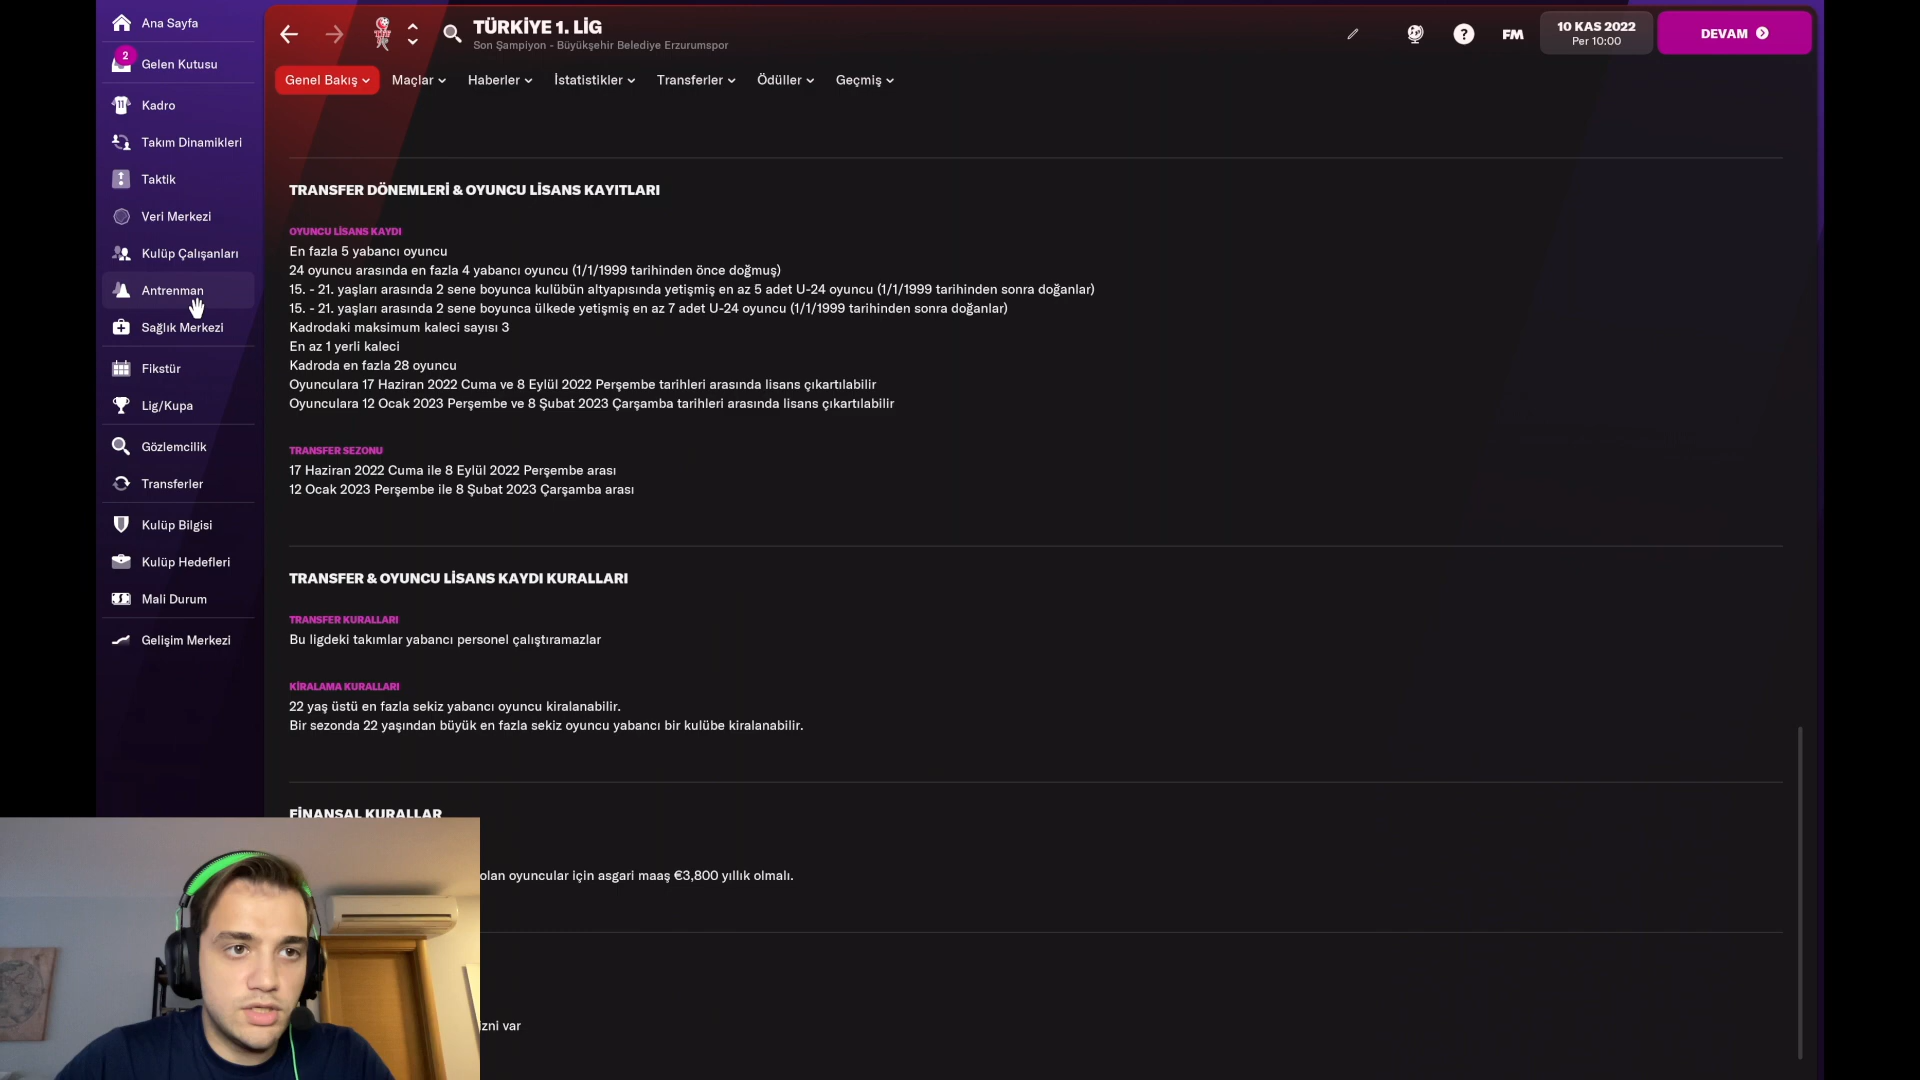 Ana Sayfa
2
Gelen Kutusu
Kadro
Takım Dinamikleri
Taktik
Veri Merkezi
Kulüp Çalışanları
Antrenman
Sağlık Merkezi
Fikstür
Lig/Kupa
Gözlemcilik
Transferler
Kulüp Bilgisi
Kulüp Hedefleri
Mali Durum
Gelişim Merkezi
TÜRKİYE 1. LİG
Son Şampiyon - Büyükşehir Belediye Erzurumspor
FM
10 KAS 2022
Per 10:00
DEVAM
Genel Bakış Maçlar Haberler İstatistikler Transferler Ödüller Geçmiş
TRANSFER DÖNEMLERİ & OYUNCU LİSANS KAYITLARI
OYUNCU LİSANS KAYDI
En fazla 5 yabancı oyuncu
24 oyuncu arasında en fazla 4 yabancı oyuncu (1/1/1999 tarihinden önce doğmuş)
15. - 21. yaşları arasında 2 sene boyunca kulübün altyapısında yetişmiş en az 5 adet U-24 oyuncu (1/1/1999 tarihinden sonra doğanlar)
15. - 21. yaşları arasında 2 sene boyunca ülkede yetişmiş en az 7 adet U-24 oyuncu (1/1/1999 tarihinden sonra doğanlar)
Kadrodaki maksimum kaleci sayısı 3
En az 1 yerli kaleci
Kadroda en fazla 28 oyuncu
Oyunculara 17 Haziran 2022 Cuma ve 8 Eylül 2022 Perşembe tarihleri arasında lisans çıkartılabilir
Oyunculara 12 Ocak 2023 Perşembe ve 8 Şubat 2023 Çarşamba tarihleri arasında lisans çıkartılabilir
TRANSFER SEZONU
17 Haziran 2022 Cuma ile 8 Eylül 2022 Perşembe arası
12 Ocak 2023 Perşembe ile 8 Şubat 2023 Çarşamba arası
TRANSFER & OYUNCU LİSANS KAYDI KURALLARI
TRANSFER KURALLARI
Bu ligdeki takımlar yabancı personel çalıştıramazlar
KİRALAMA KURALLARI
22 yaş üstü en fazla sekiz yabancı oyuncu kiralanabilir.
Bir sezonda 22 yaşından büyük en fazla sekiz oyuncu yabancı bir kulübe kiralanabilir.
FİNANSAL KURALLAR
olan oyuncular için asgari maaş €3,800 yıllık olmalı.
izni var